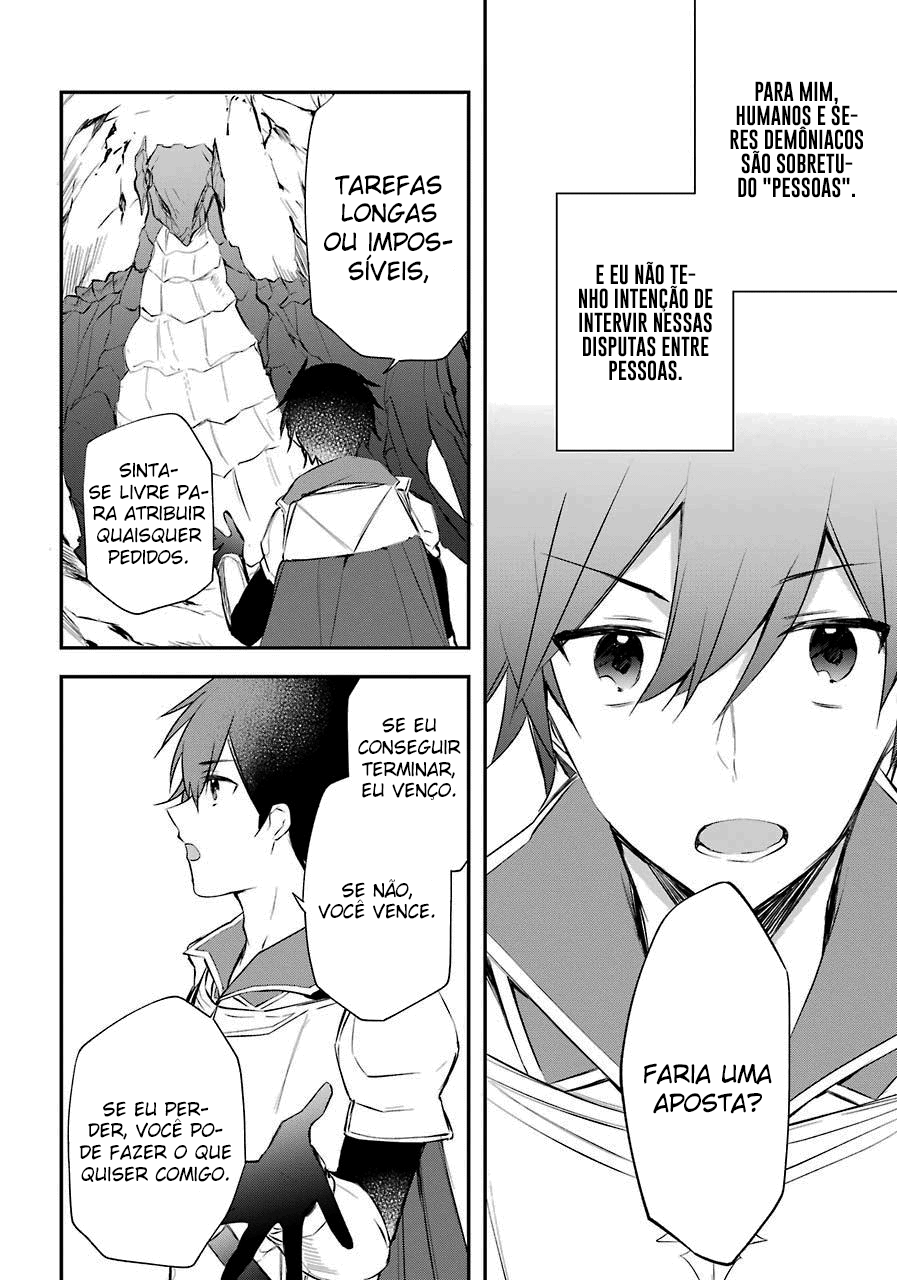 PARA MIM,
HUMANOS E SE-
RES DEMÔNIACOS
SÃO SOBRETU-
DO "PESSOAS".
E EU NÃO TE-
NHO INTENÇÃO DE
INTERVIR NESSAS
DISPUTAS ENTRE
PESSOAS.
FARIA UMA
APOSTA?
TAREFAS
LONGAS
OU IMPOS-
SÍVEIS,
SINTA-
SE LIVRE PA-
RA ATRIBUIR
QUAISQUER
PEDIDOS.
SE EU
CONSEGUIR
TERMINAR,
EU VENÇO.
SE NÃO,
VOCÊ VENCE.
SE EU PER-
DER, VOCÊ PO-
DE FAZER O QUE
QUISER COMIGO.